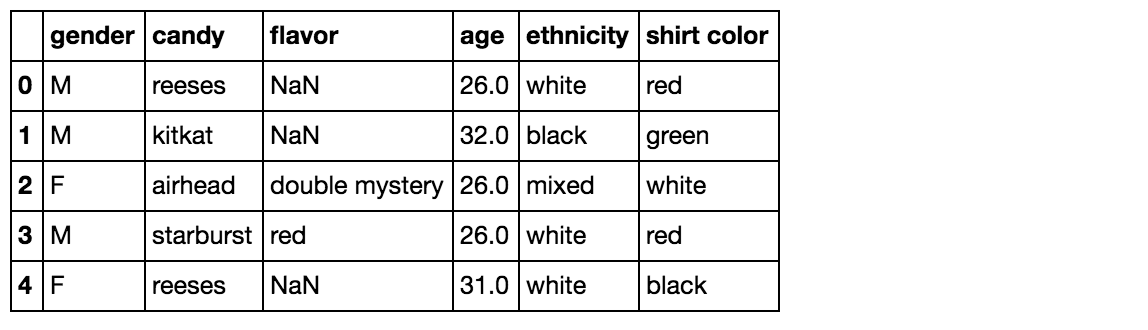 gender candy flavor age ethnicity shirt color
0 M reeses NaN 26.0 white red
1 M kitkat NaN 32.0 black green
2 F airhead double mystery 26.0 mixed white
3 M starburst red 26.0 white red
4 F reeses NaN 31.0 white black